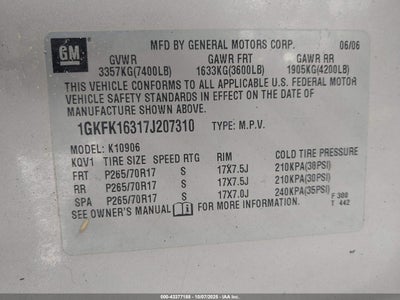 GM
MFD BY GENERAL MOTORS CORP. 06/06
GVWR GAWR FRT GAWR RR
3357KG(7400LB) 1633KG(3600LB) 1905KG(4200LB)
THIS VEHICLE CONFORMS TO ALL APPLICABLE U.S. FEDERAL MOTOR
VEHICLE SAFETY STANDARDS IN EFFECT ON THE DATE OF
MANUFACTURE SHOWN ABOVE.
1GKFK16317J207310 TYPE: M.P.V.
MODEL: K10906
KQV1 TIRE SIZE SPEED RTG RIM COLD TIRE PRESSURE
FRT P265/70R17 S 17X7.5J 210KPA(30PSI)
RR P265/70R17 S 17X7.5J 210KPA(30PSI)
SPA P265/70R17 S 17X7.0J 240KPA(35PSI)
SEE OWNER'S MANUAL FOR MORE INFORMATION. F 300
T 442
600-43377188 - 10/07/2025 - IAAI.com